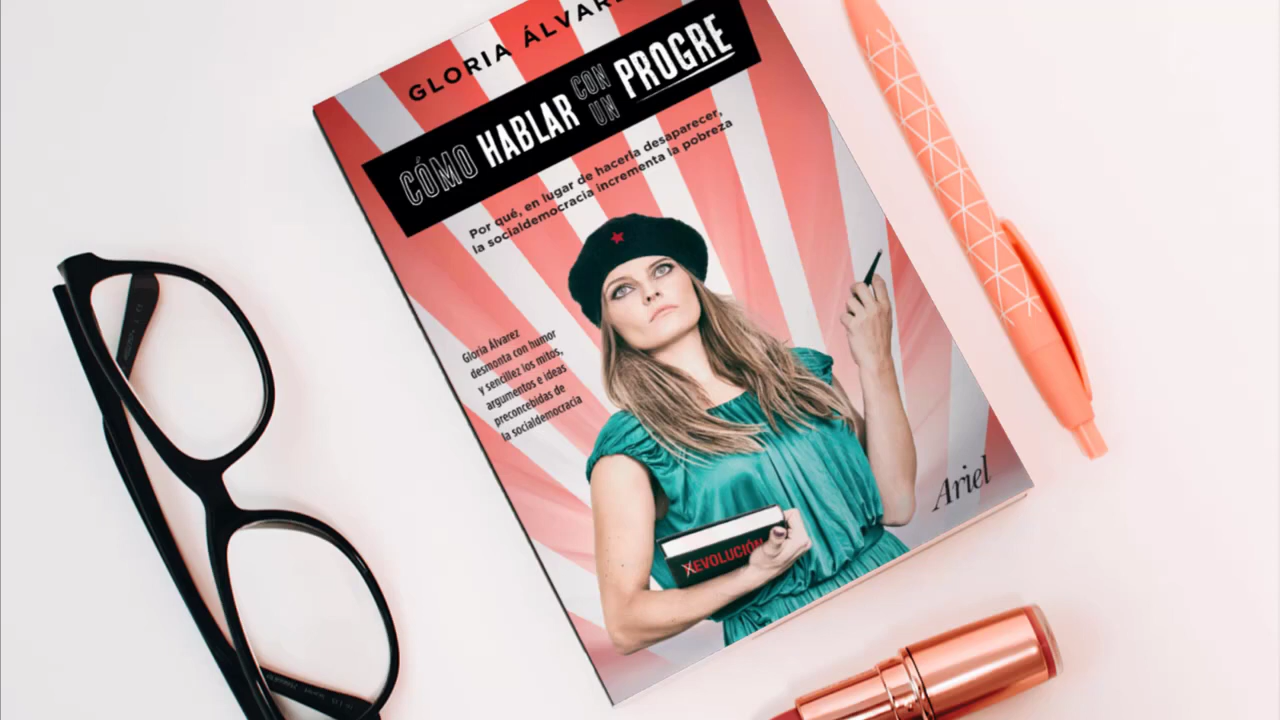 GLORIA ÁLVAREZ
CÓMO HABLAR CON UN PROGRE
Por qué, en lugar de hacerla desaparecer,
la socialdemocracia incrementa la pobreza
Gloria Álvarez
desmonta con humor
y sencillez los mitos,
argumentos e ideas
preconcebidas de
la socialdemocracia
EVOLUCIÓN
Ariel